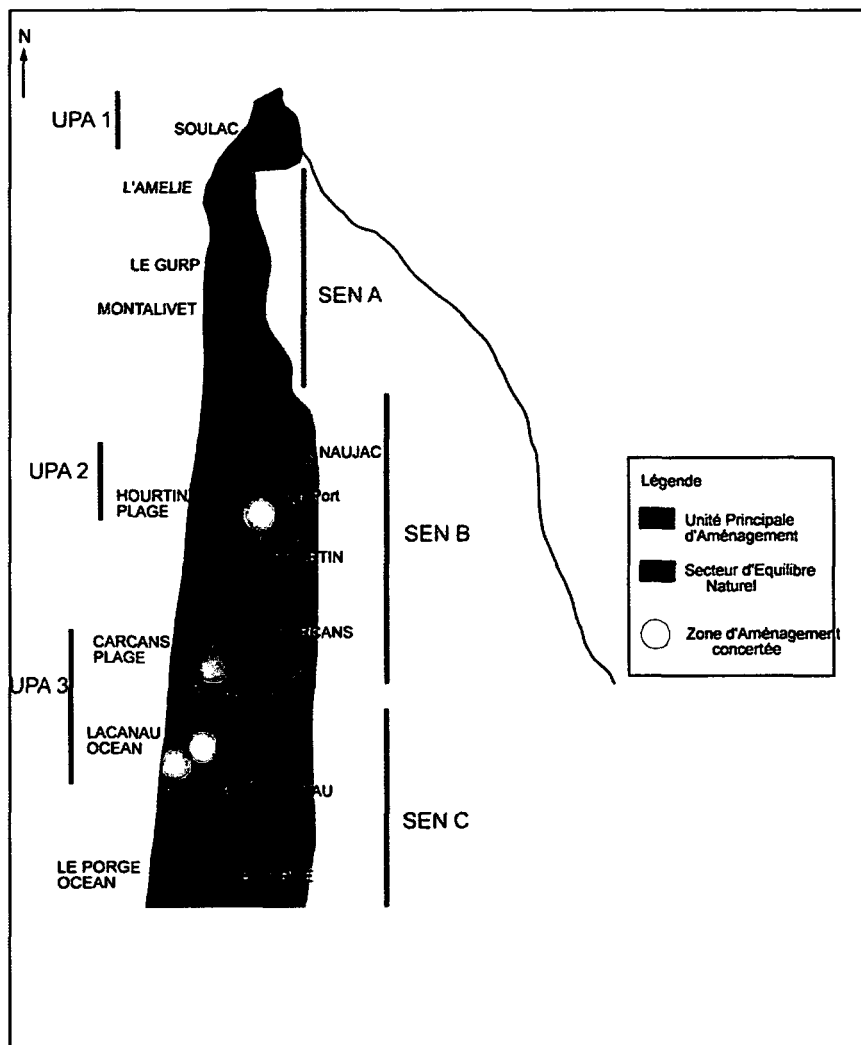 N
UPA 1
SOULAC
L'AMELIE
LE GURP
MONTALIVET
SEN A
NAUJAC
UPA 2
HOURTIN
PLAGE
Port
SEN B
CARCANS
PLAGE
UPA 3
LACANAU
OCEAN
SEN C
LE PORGE
OCEAN
Légende
Unité Principale
d'Aménagement
Secteur d'Equilibre
Naturel
Zone d'Aménagement
concertée